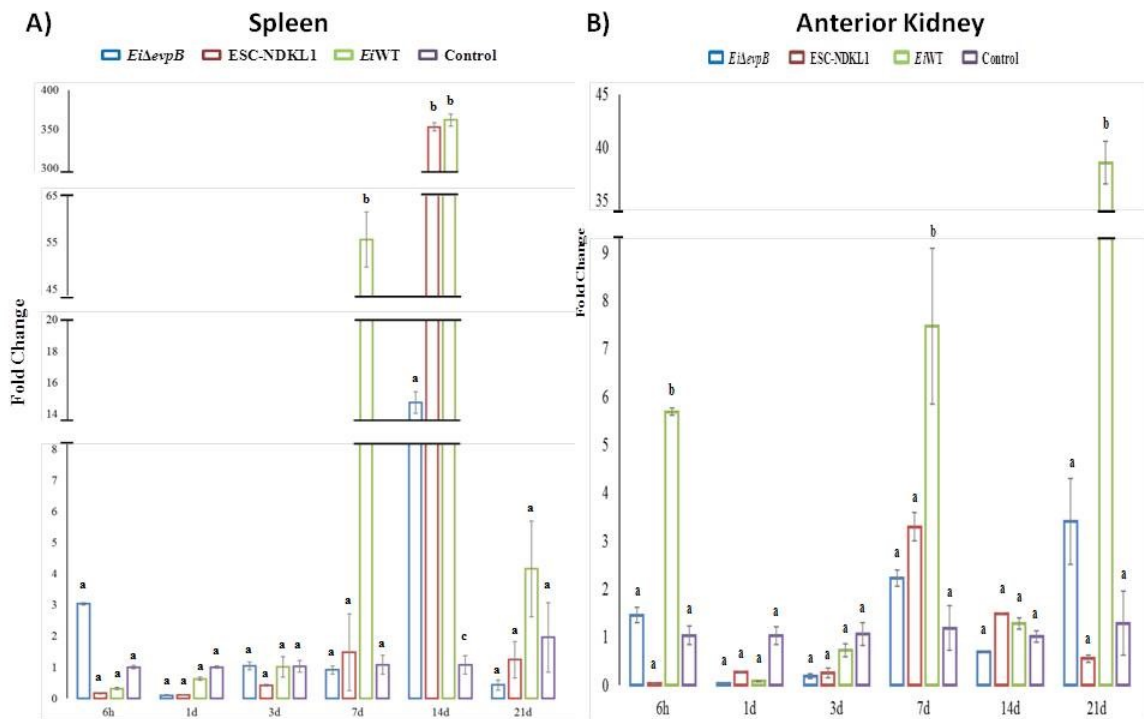 A) Spleen
EiΔevpB ESC-NDKL1 EiWT Control
Fold Change
400
350
300
65
55
45
20
18
16
14
8
7
6
5
4
3
2
1
0
b b
b
a
a a a a
a a a a
a a a a
a a a
c
a a a a
6h 1d 3d 7d 14d 21d
B) Anterior Kidney
EiΔevpB ESC-NDKL1 EiWT Control
Fold Change
45
40
35
9
8
7
6
5
4
3
2
1
0
b
b
b
a a a
a a a a
a a a a
a a a
a a a a
a a a
6h 1d 3d 7d 14d 21d